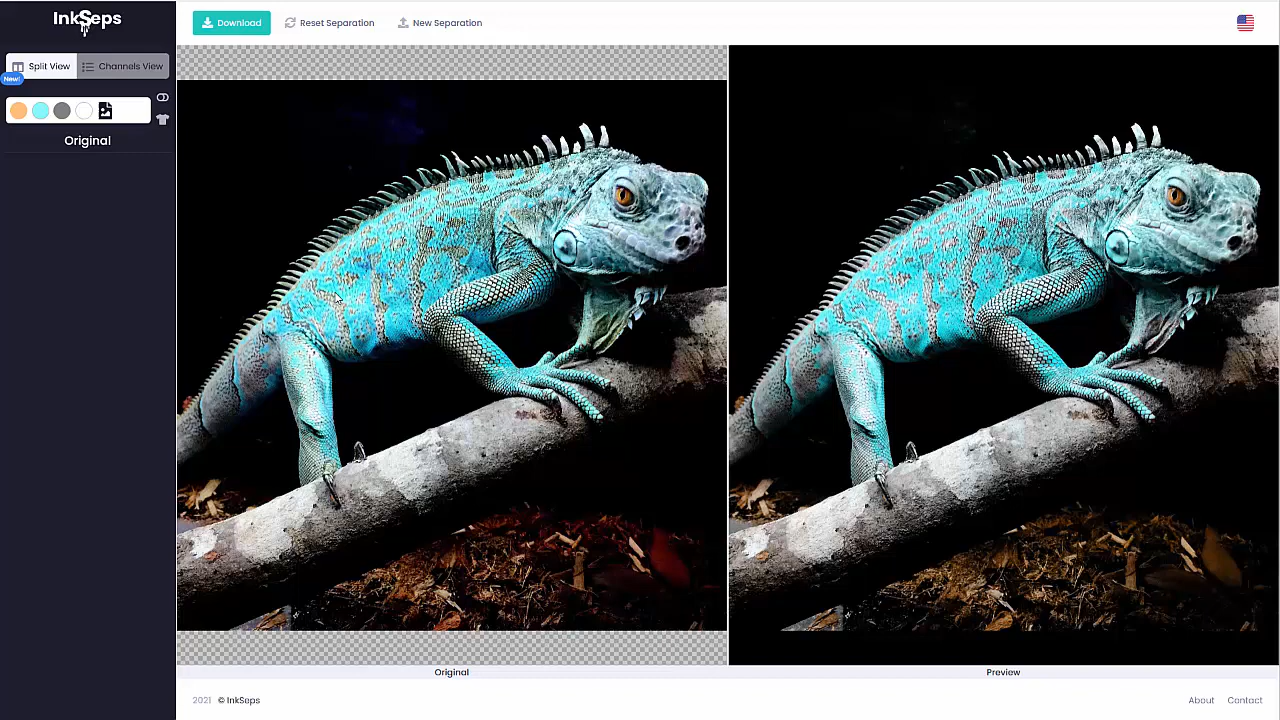 InkSeps
Download
Reset Separation
New Separation
Split View
Channels View
New!
Original
Original
Preview
2021 © InkSeps
About
Contact